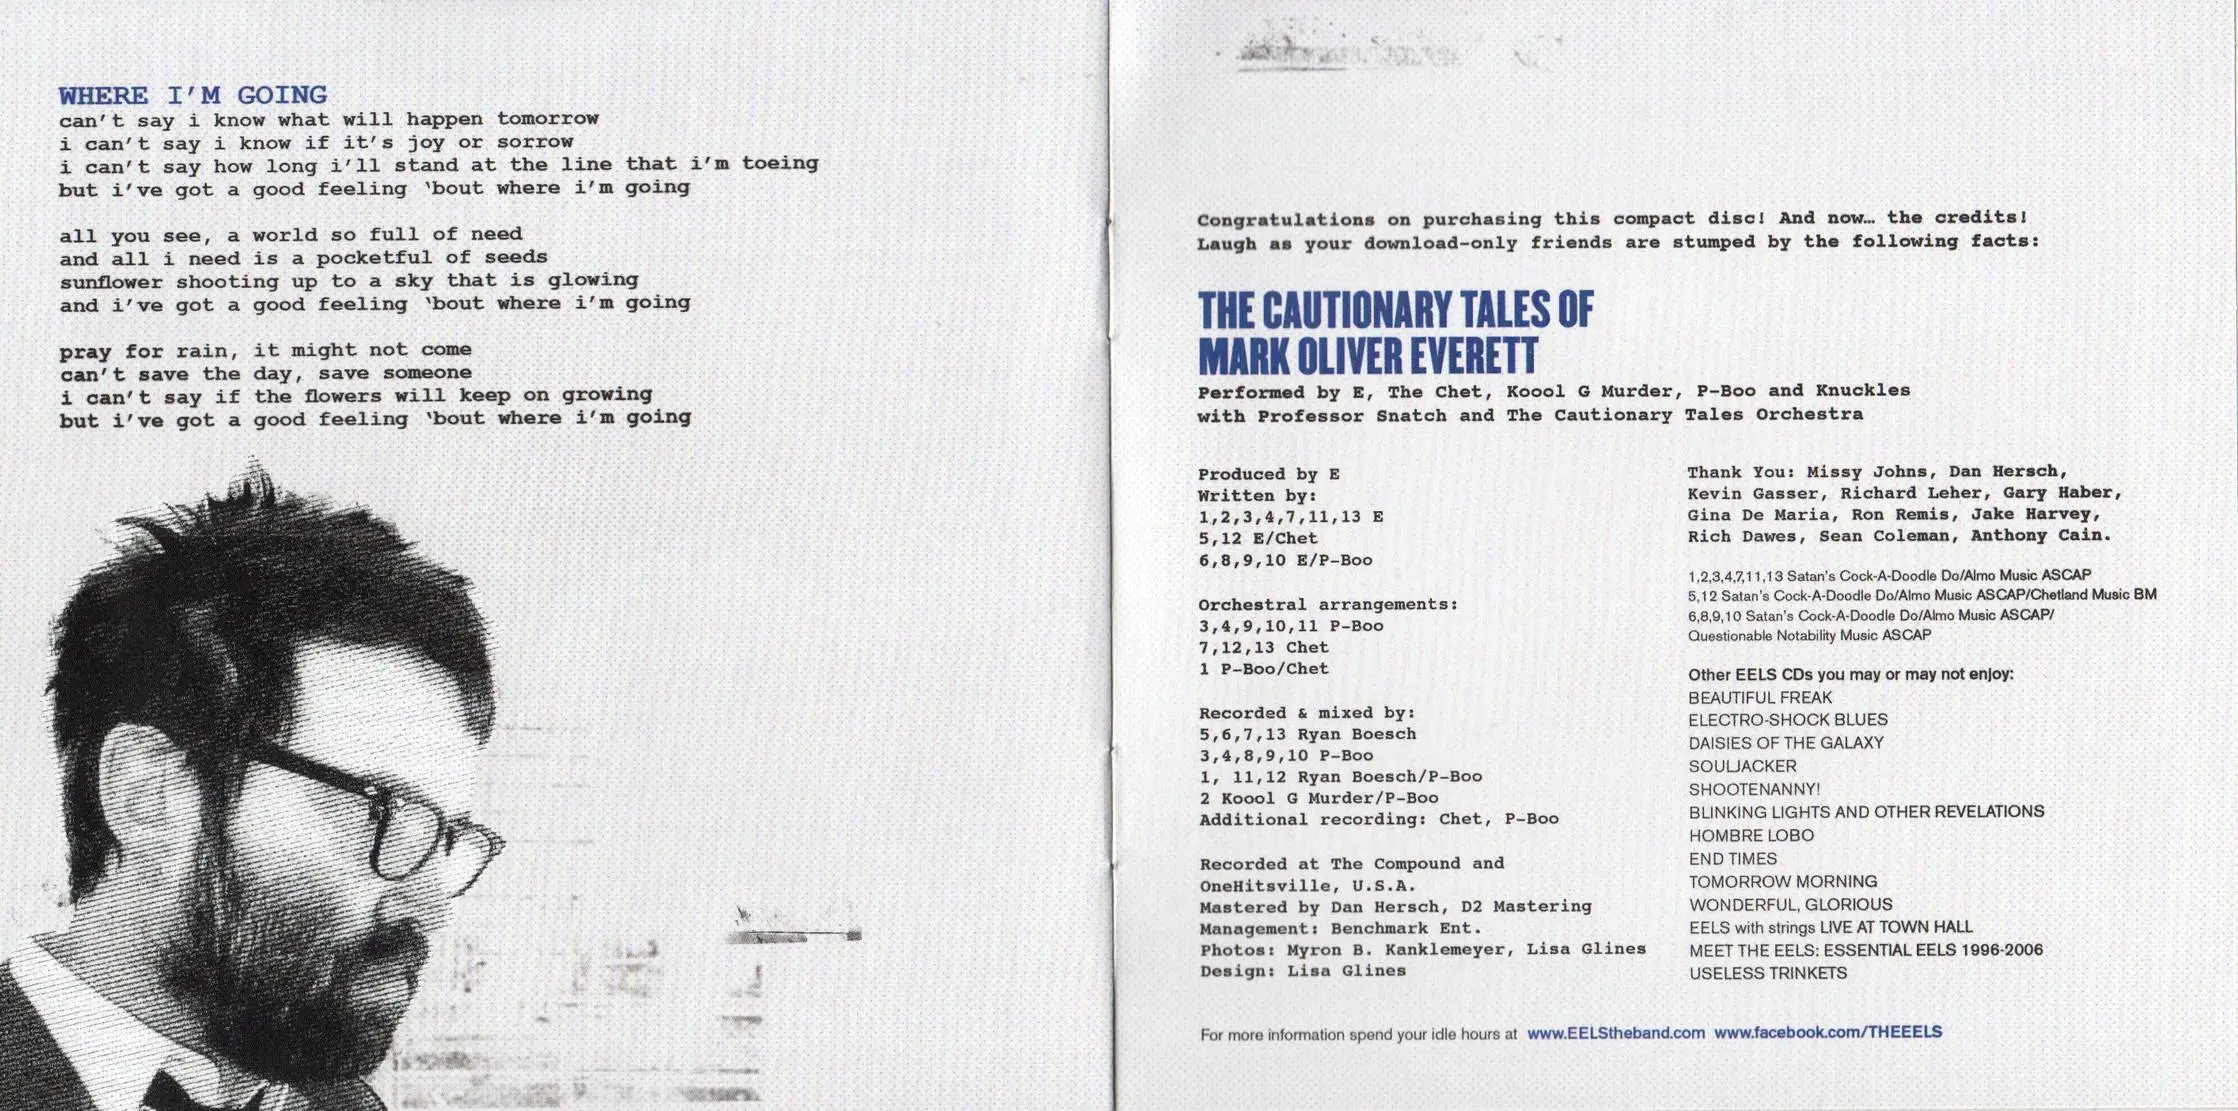 WHERE I'M GOING
can't say i know what will happen tomorrow
i can't say i know if it's joy or sorrow
i can't say how long i'll stand at the line that i'm toeing
but i've got a good feeling 'bout where i'm going
all you see, a world so full of need
and all i need is a pocketful of seeds
sunflower shooting up to a sky that is glowing
and i've got a good feeling 'bout where i'm going
pray for rain, it might not come
can't save the day, save someone
i can't say if the flowers will keep on growing
but i've got a good feeling 'bout where i'm going
Congratulations on purchasing this compact disc! And now… the credits!
Laugh as your download-only friends are stumped by the following facts:
THE CAUTIONARY TALES OF
MARK OLIVER EVERETT
Performed by E, The Chet, Koool G Murder, P-Boo and Knuckles
with Professor Snatch and The Cautionary Tales Orchestra
Produced by E
Written by:
1,2,3,4,7,11,13 E
5,12 E/Chet
6,8,9,10 E/P-Boo
Orchestral arrangements:
3,4,9,10,11 P-Boo
7,12,13 Chet
1 P-Boo/Chet
Recorded & mixed by:
5,6,7,13 Ryan Boesch
3,4,8,9,10 P-Boo
1, 11,12 Ryan Boesch/P-Boo
2 Koool G Murder/P-Boo
Additional recording: Chet, P-Boo
Recorded at The Compound and
OneHitsville, U.S.A.
Mastered by Dan Hersch, D2 Mastering
Management: Benchmark Ent.
Photos: Myron B. Kanklemeyer, Lisa Glines
Design: Lisa Glines
Thank You: Missy Johns, Dan Hersch,
Kevin Gasser, Richard Leher, Gary Haber,
Gina De Maria, Ron Remis, Jake Harvey,
Rich Dawes, Sean Coleman, Anthony Cain.
1,2,3,4,7,11,13 Satan's Cock-A-Doodle Do/Almo Music ASCAP
5,12 Satan's Cock-A-Doodle Do/Almo Music ASCAP/Chetland Music BM
6,8,9,10 Satan's Cock-A-Doodle Do/Almo Music ASCAP/
Questionable Notability Music ASCAP
Other EELS CDs you may or may not enjoy:
BEAUTIFUL FREAK
ELECTRO-SHOCK BLUES
DAISIES OF THE GALAXY
SOULJACKER
SHOOTENANNY!
BLINKING LIGHTS AND OTHER REVELATIONS
HOMBRE LOBO
END TIMES
TOMORROW MORNING
WONDERFUL, GLORIOUS
EELS with strings LIVE AT TOWN HALL
MEET THE EELS: ESSENTIAL EELS 1996-2006
USELESS TRINKETS
For more information spend your idle hours at www.EELStheband.com www.facebook.com/THEEELS